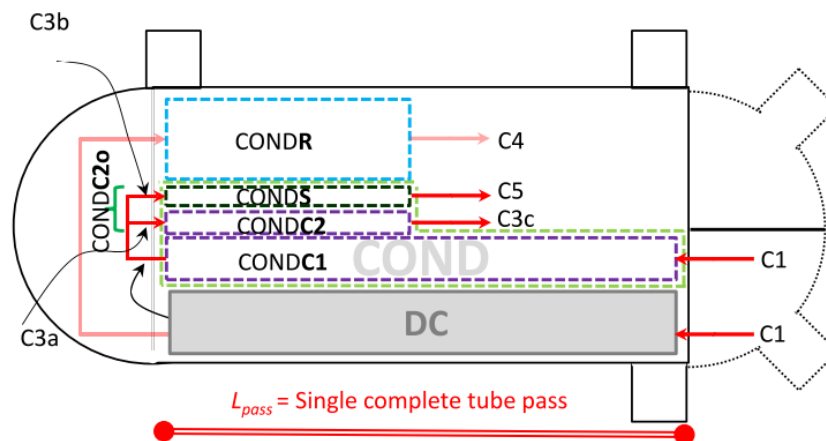 C3b
CONDR
C4
CONDC2o
CONDS
C5
CONDC2
C3c
CONDC1
COND
C1
C3a
DC
C1
Lpass = Single complete tube pass